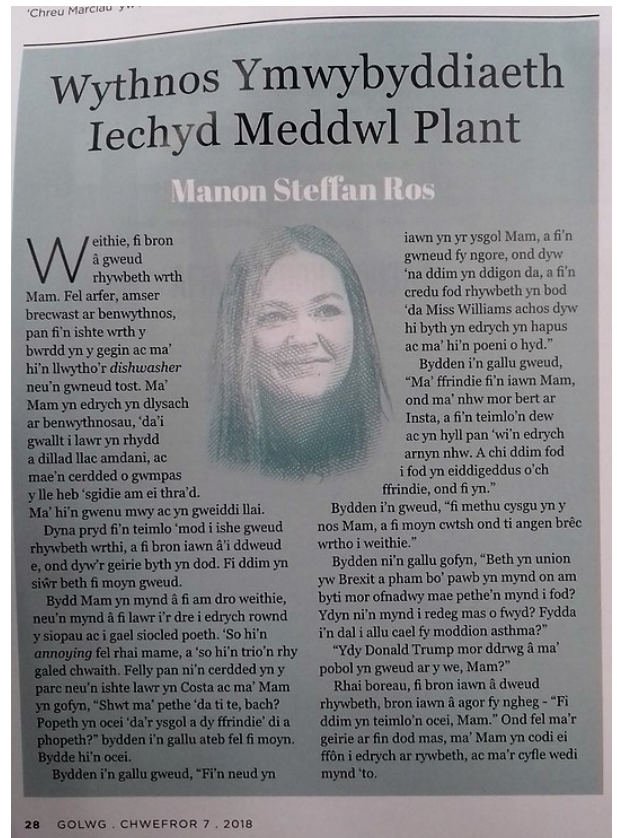 'Chreu Marciau' yw
Wythnos Ymwybyddiaeth
Iechyd Meddwl Plant
Manon Steffan Ros
Weithie, fi bron
â gweud
rhywbeth wrth
Mam. Fel arfer, amser
brecwast ar benwythnos,
pan fi'n ishte wrth y
bwrdd yn y gegin ac ma'
hi'n llwytho'r dishwasher
neu'n gwneud tost. Ma'
Mam yn edrych yn dlysach
ar benwythnosau, 'da'i
gwallt i lawr yn rhydd
a dillad llac amdani, ac
mae'n cerdded o gwmpas
y lle heb 'sgidie am ei thra'd.
Ma' hi'n gwenu mwy ac yn gweiddi llai.
Dyna pryd fi'n teimlo 'mod i ishe gweud
rhywbeth wrthi, a fi bron iawn â'i ddweud
e, ond dyw'r geirie byth yn dod. Fi ddim yn
siŵr beth fi moyn gweud.
Bydd Mam yn mynd â fi am dro weithie,
neu'n mynd â fi lawr i'r dre i edrych rownd
y siopau ac i gael siocled poeth. 'So hi'n
annoying fel rhai mame, a 'so hi'n trio'n rhy
galed chwaith. Felly pan ni'n cerdded yn y
parc neu'n ishte lawr yn Costa ac ma' Mam
yn gofyn, "Shwt ma' pethe 'da ti te, bach?
Popeth yn ocei 'da'r ysgol a dy ffrindie' di a
phopeth?" bydden i'n gallu ateb fel fi moyn.
Bydde hi'n ocei.
Bydden i'n gallu gweud, "Fi'n neud yn
iawn yn yr ysgol Mam, a fi'n
gwneud fy ngore, ond dyw
'na ddim yn ddigon da, a fi'n
credu fod rhywbeth yn bod
'da Miss Williams achos dyw
hi byth yn edrych yn hapus
ac ma' hi'n poeni o hyd."
Bydden i'n gallu gweud,
"Ma' ffrindie fi'n iawn Mam,
ond ma' nhw mor bert ar
Insta, a fi'n teimlo'n dew
ac yn hyll pan 'wi'n edrych
arnyn nhw. A chi ddim fod
i fod yn eiddigeddus o'ch
ffrindie, ond fi yn."
Bydden i'n gweud, "fi methu cysgu yn y
nos Mam, a fi moyn cwtsh ond ti angen brêc
wrtho i weithie."
Bydden ni'n gallu gofyn, "Beth yn union
yw Brexit a pham bo' pawb yn mynd on am
byti mor ofnadwy mae pethe'n mynd i fod?
Ydyn ni'n mynd i redeg mas o fwyd? Fydda
i'n dal i allu cael fy moddion asthma?"
"Ydy Donald Trump mor ddrwg â ma'
pobol yn gweud ar y we, Mam?"
Rhai boreau, fi bron iawn â dweud
rhywbeth, bron iawn â agor fy ngheg - "Fi
ddim yn teimlo'n ocei, Mam." Ond fel ma'r
geirie ar fin dod mas, ma' Mam yn codi ei
ffôn i edrych ar rywbeth, ac ma'r cyfle wedi
mynd 'to.
28 GOLWG . CHWEFROR 7 . 2018